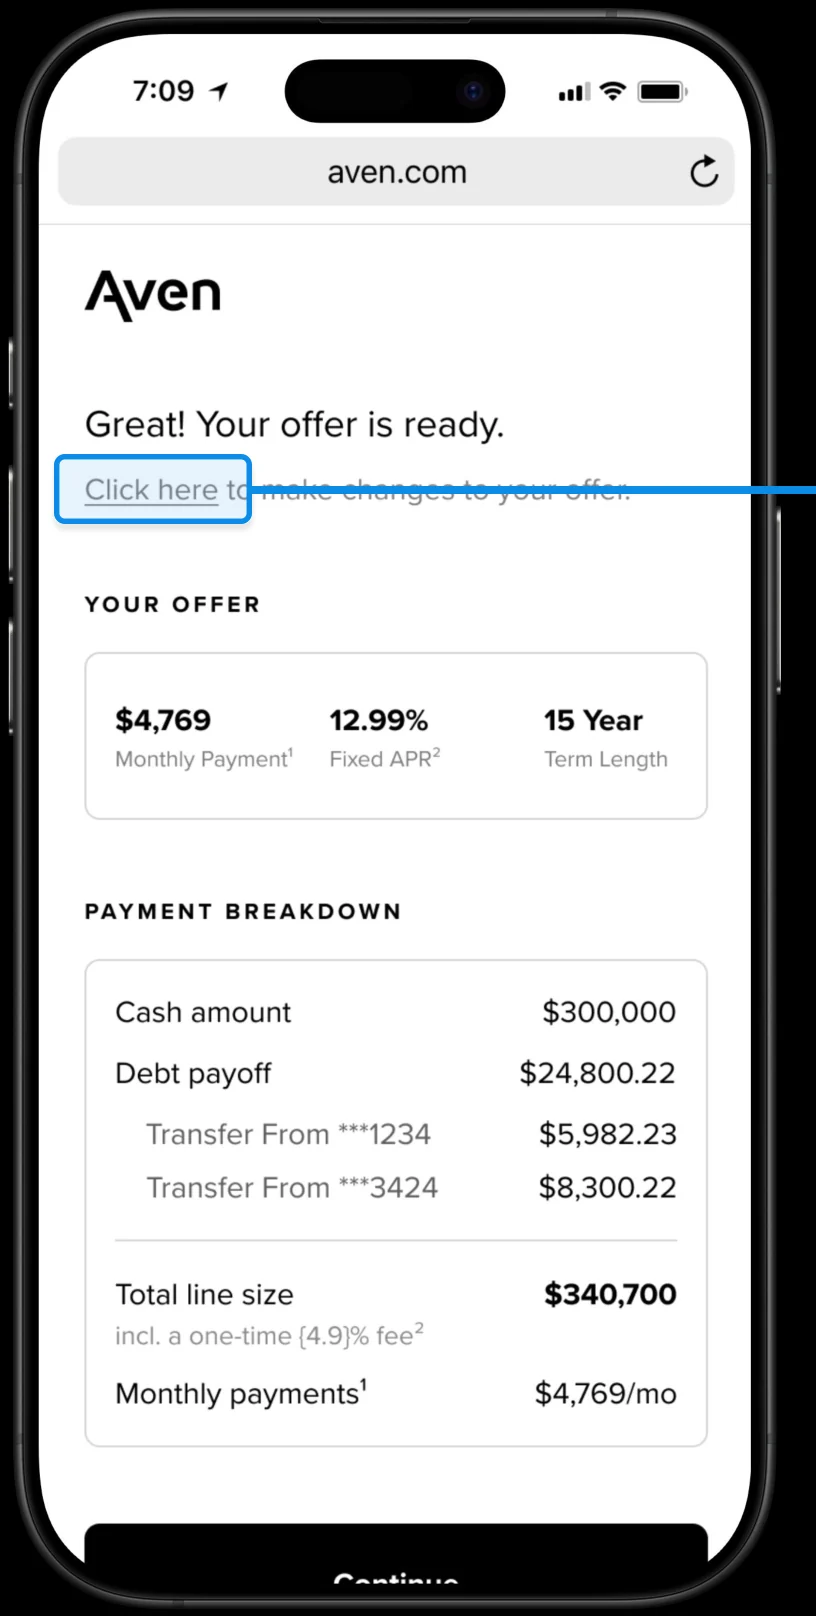 7:09
aven.com
Aven
Great! Your offer is ready.
Click here to make changes to your offer.
YOUR OFFER
$4,769 12.99% 15 Year
Monthly Payment¹ Fixed APR² Term Length
PAYMENT BREAKDOWN
Cash amount $300,000
Debt payoff $24,800.22
Transfer From ***1234 $5,982.23
Transfer From ***3424 $8,300.22
Total line size $340,700
incl. a one-time {4.9}% fee²
Monthly payments¹ $4,769/mo
Continue